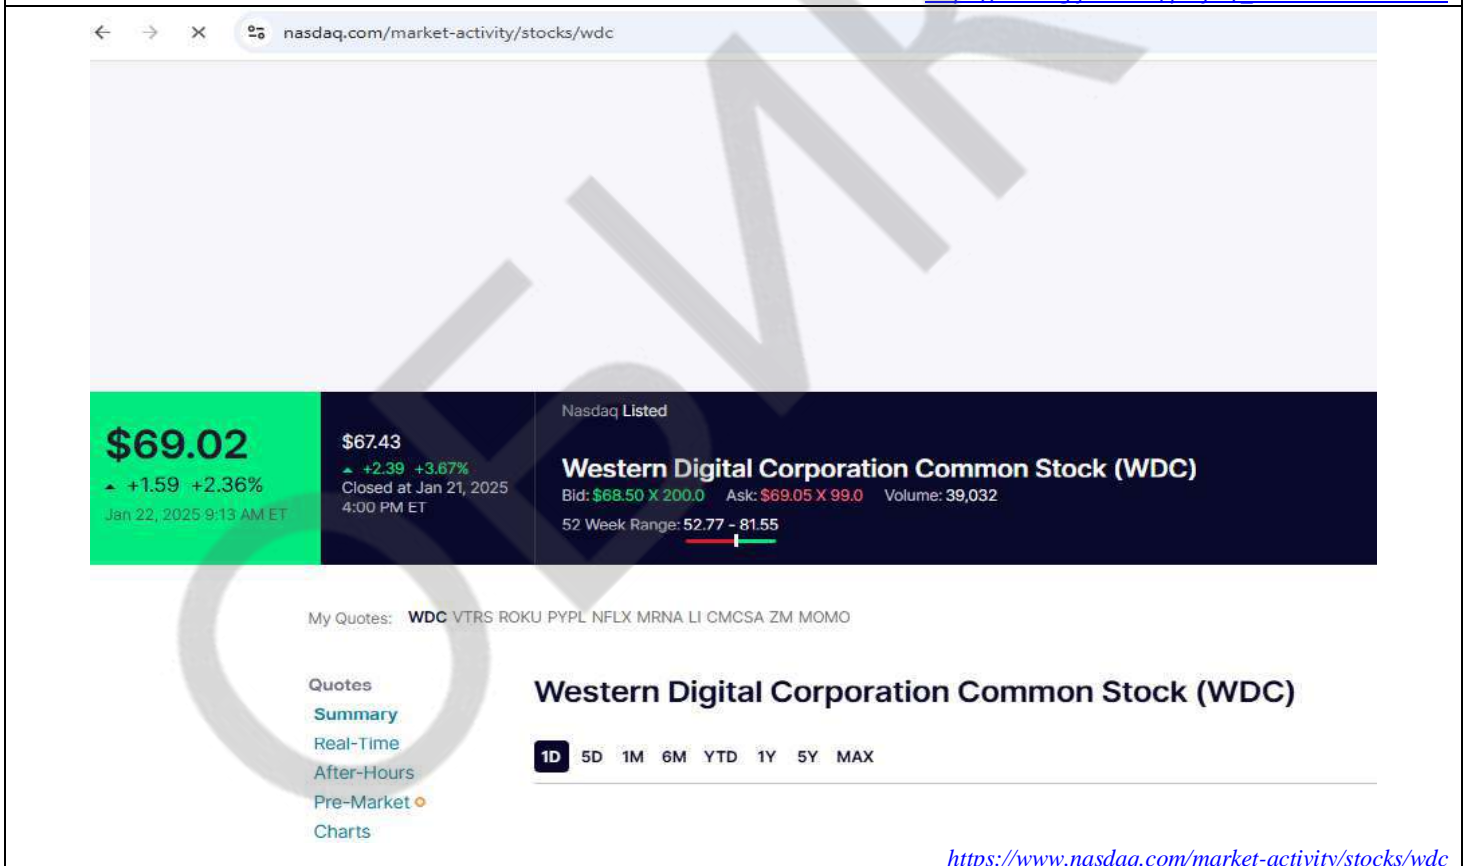 nasdaq.com/market-activity/stocks/wdc
$69.02
+1.59 +2.36%
Jan 22, 2025 9:13 AM ET
$67.43
+2.39 +3.67%
Closed at Jan 21, 2025
4:00 PM ET
Nasdaq Listed
Western Digital Corporation Common Stock (WDC)
Bid: $68.50 X 200.0 Ask: $69.05 X 99.0 Volume: 39,032
52 Week Range: 52.77 - 81.55
My Quotes: WDC VTRS ROKU PYPL NFLX MRNA LI CMCSA ZM MOMO
Quotes
Summary
Real-Time
After-Hours
Pre-Market
Charts
Western Digital Corporation Common Stock (WDC)
1D 5D 1M 6M YTD 1Y 5Y MAX
https://www.nasdaq.com/market-activity/stocks/wdc
ОБИК